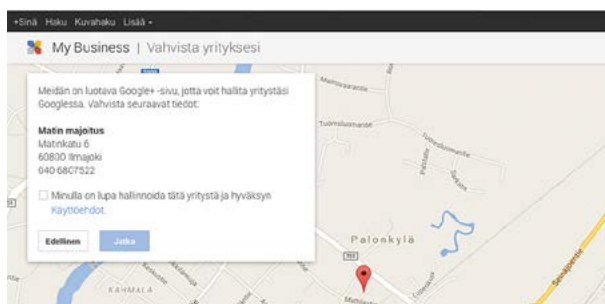 +Sinä Haku Kuvahaku Lisää
My Business | Vahvista yrityksesi
Meidän on luotava Google+ -sivu, jotta voit hallita yritystäsi
Googlessa. Vahvista seuraavat tiedot:
Matin majoitus
Matinkatu 6
60800 Ilmajoki
040 6807522
Minulla on lupa hallinnoida tätä yritystä ja hyväksyn
Käyttöehdot.
Edellinen Jatka
Tuomisluomantie
Palonkylä
KAHMALA